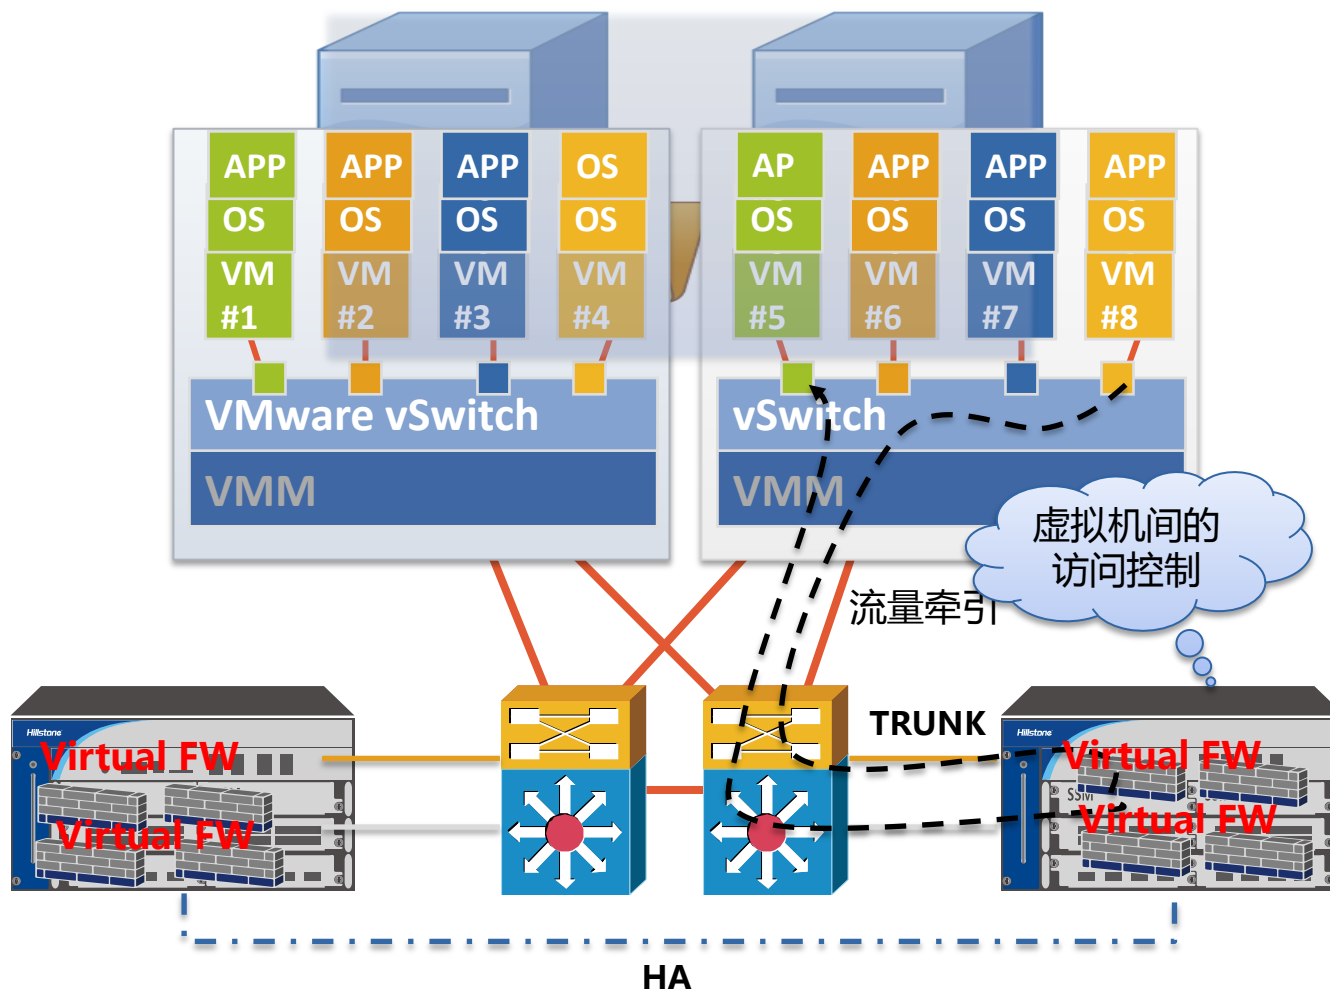 APP APP APP OS AP APP APP APP
OS OS OS OS OS OS OS OS
VM VM VM VM VM VM VM VM
#1 #2 #3 #4 #5 #6 #7 #8
VMware vSwitch
vSwitch
VMM
VMM
虚拟机间的
访问控制
流量牵引
TRUNK
Hillstone
Virtual FW
Virtual FW
Hillstone
Virtual FW
SSM
Virtual FW
HA